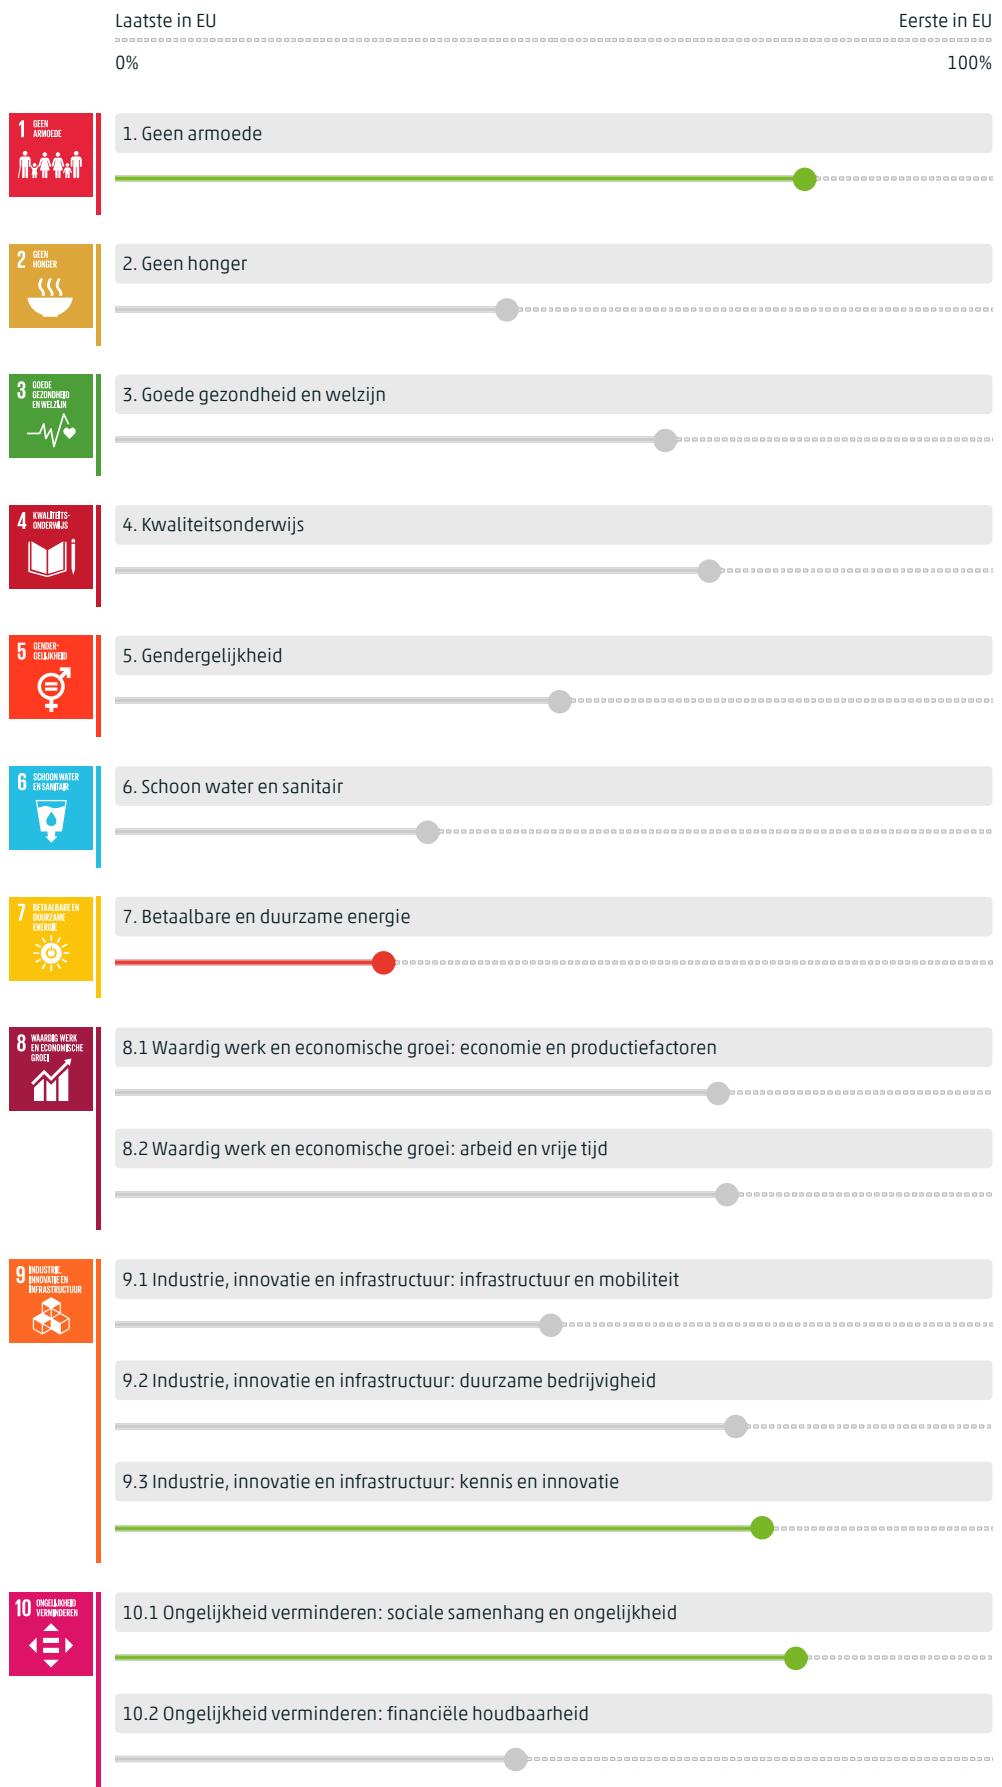 Laatste in EU
Eerste in EU
0%
100%
1 GEEN
ARMOEDE
1. Geen armoede
2 GEEN
HONGER
2. Geen honger
3 GOEDE
GEZONDHEID
EN WELZIJN
3. Goede gezondheid en welzijn
4 KWALITEITS-
ONDERWIJS
4. Kwaliteitsonderwijs
5 GENDER-
GELIJKHEID
5. Gendergelijkheid
6 SCHOON WATER
EN SANITAIR
6. Schoon water en sanitair
7 BETAALBARE EN
DUURZAME
ENERGIE
7. Betaalbare en duurzame energie
8 WAARDIG WERK
EN ECONOMISCHE
GROEI
8.1 Waardig werk en economische groei: economie en productiefactoren
8.2 Waardig werk en economische groei: arbeid en vrije tijd
9 INDUSTRIE,
INNOVATIE EN
INFRASTRUCTUUR
9.1 Industrie, innovatie en infrastructuur: infrastructuur en mobiliteit
9.2 Industrie, innovatie en infrastructuur: duurzame bedrijvigheid
9.3 Industrie, innovatie en infrastructuur: kennis en innovatie
10 ONGELIJKHEID
VERMINDEREN
10.1 Ongelijkheid verminderen: sociale samenhang en ongelijkheid
10.2 Ongelijkheid verminderen: financiële houdbaarheid